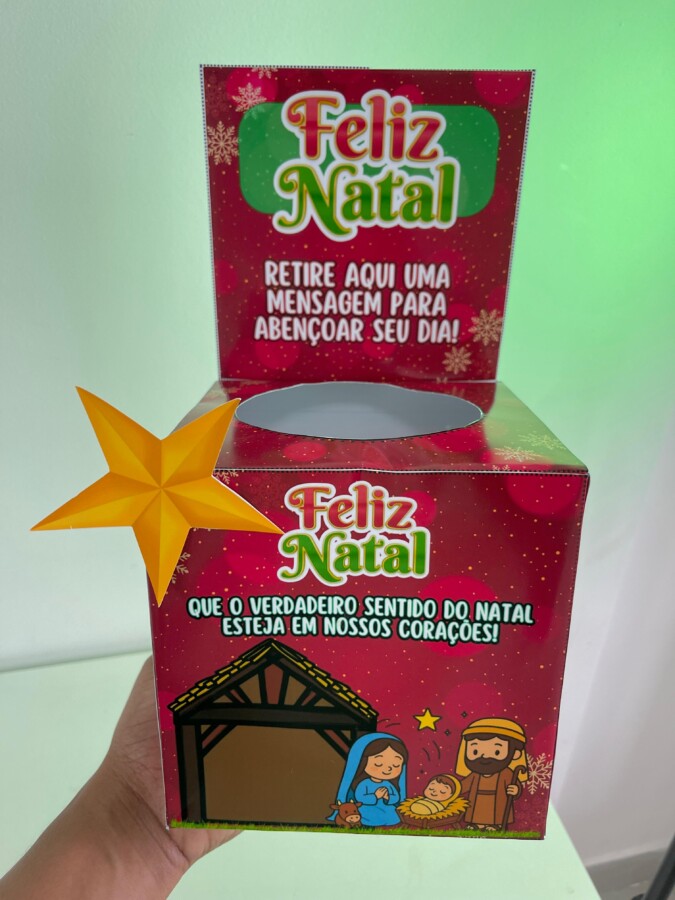 Feliz
Natal
RETIRE AQUI UMA
MENSAGEM PARA
ABENÇOAR SEU DIA!
Feliz
Natal
QUE O VERDADEIRO SENTIDO DO NATAL
ESTEJA EM NOSSOS CORAÇÕES!